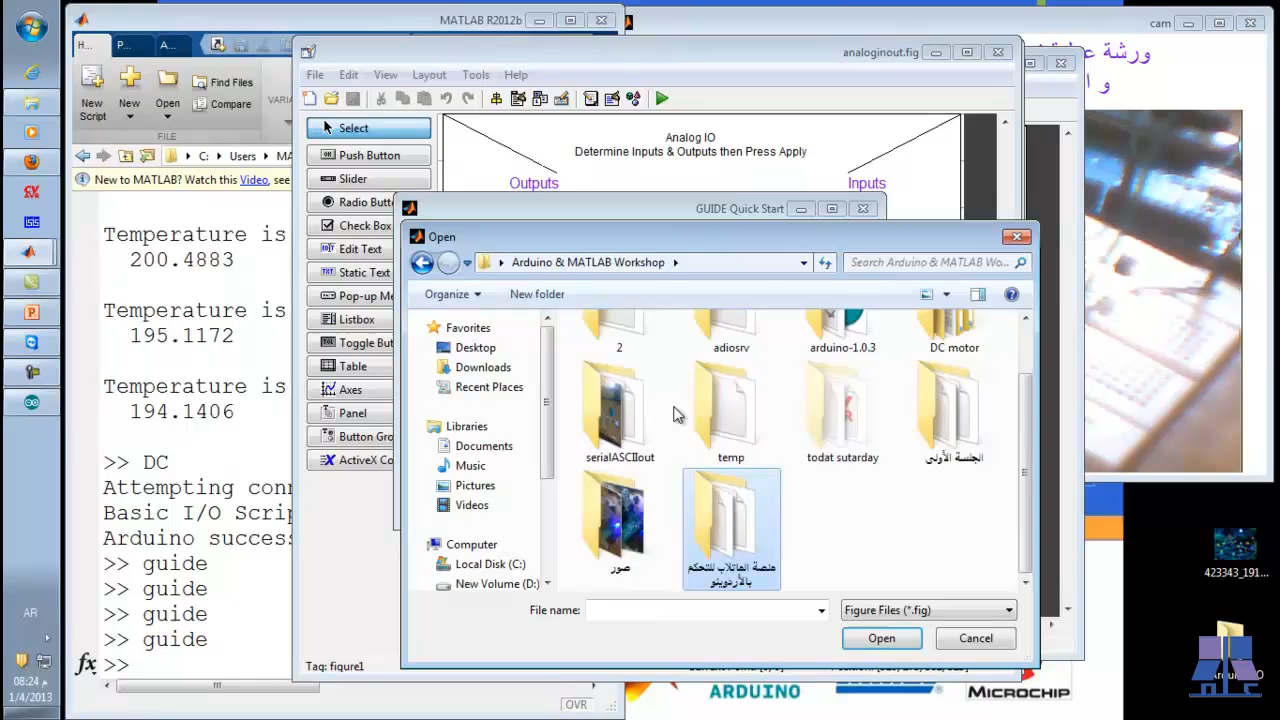 MATLAB R2012b
cam
H...
P...
A...
New Script
New
Open
Find Files
Compare
FILE
C:
Users
New to MATLAB? Watch this Video, see
Temperature is
200.4883
Temperature is
195.1172
Temperature is
194.1406
>> DC
Attempting conn
Basic I/O Scrip
Arduino success
>> guide
>> guide
>> guide
>> guide
fx >>
OVR
analoginout.fig
File Edit View Layout Tools Help
Select
Push Button
Slider
Radio Butt
Check Box
Edit Text
Static Text
Pop-up Me
Listbox
Toggle Bu
Table
Axes
Panel
Button Gro
ActiveX Co
Tag: figure1
Analog IO
Determine Inputs & Outputs then Press Apply
Outputs
Inputs
GUIDE Quick Start
Open
Arduino & MATLAB Workshop
Search Arduino & MATLAB Wo...
Organize
New folder
Favorites
Desktop
Downloads
Recent Places
Libraries
Documents
Music
Pictures
Videos
Computer
Local Disk (C:)
New Volume (D:)
2.3
adiosrv
arduino-1.0.3
DC motor
serialASCIIout
temp
todat sutarday
الجلسة الأولى
صور
منصة الماتلاب للتحكم
بالأردوينو
File name:
Figure Files (*.fig)
Open
Cancel
ورشة
و ا
ARDUINO
MICROCHIP
423343_191...
AR
08:24 م
1/4/2013